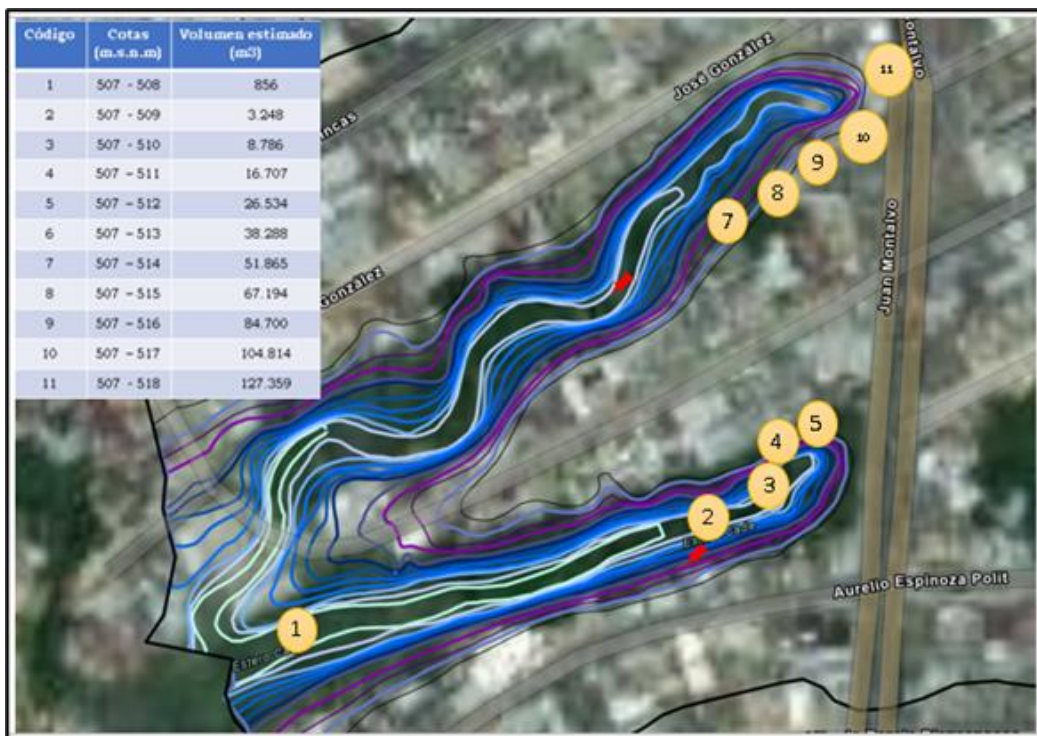 Código Cotas (m.s.n.m) Volumen estimado (m3)
1 507 - 508 856
2 507 - 509 3.248
3 507 - 510 8.786
4 507 - 511 16.707
5 507 – 512 26.534
6 507 - 513 38.288
7 507 – 514 51.865
8 507 - 515 67.194
9 507 – 516 84.700
10 507 – 517 104.814
11 507 - 518 127.359
ontalvo
José González
11
10
9
8
7
incas
González
Juan Montalvo
5
4
3
2
Aurelio Espinoza Polit
1
Estero